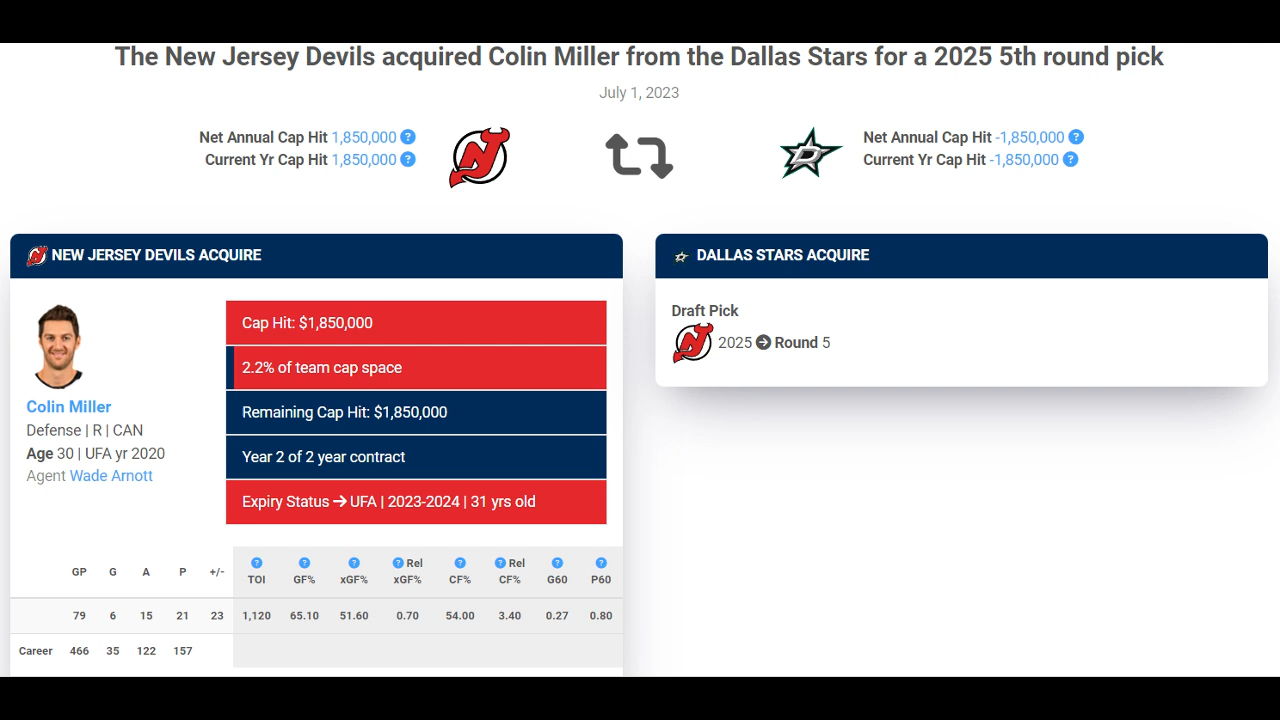 The New Jersey Devils acquired Colin Miller from the Dallas Stars for a 2025 5th round pick
July 1, 2023
Net Annual Cap Hit 1,850,000 ?
Current Yr Cap Hit 1,850,000 ?
Net Annual Cap Hit -1,850,000 ?
Current Yr Cap Hit -1,850,000 ?
NEW JERSEY DEVILS ACQUIRE
Colin Miller
Defense | R | CAN
Age 30 | UFA yr 2020
Agent Wade Arnott
Cap Hit: $1,850,000
2.2% of team cap space
Remaining Cap Hit: $1,850,000
Year 2 of 2 year contract
Expiry Status → UFA | 2023-2024 | 31 yrs old
GP G A P +/- ? TOI ? GF% ? xGF% ? Rel xGF% ? CF% ? Rel CF% ? G60 ? P60
79 6 15 21 23 1,120 65.10 51.60 0.70 54.00 3.40 0.27 0.80
Career 466 35 122 157
DALLAS STARS ACQUIRE
Draft Pick
2025 → Round 5